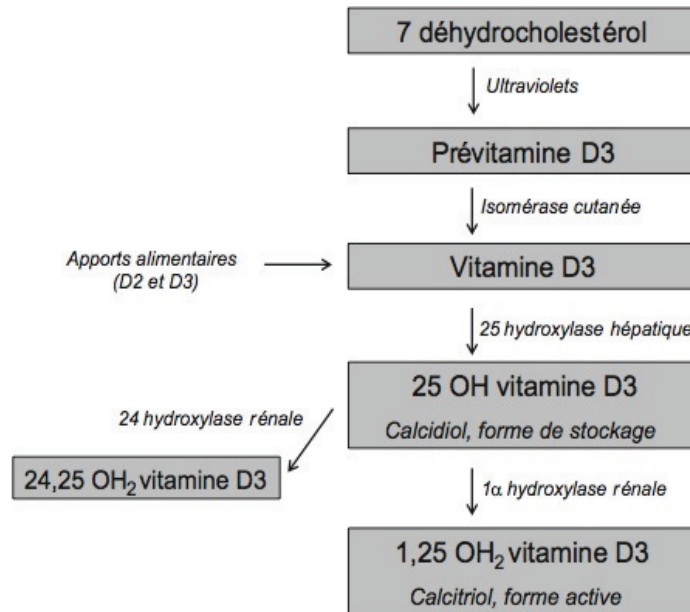 7 déhydrocholestérol
Ultraviolets
Prévitamine D3
Isomérase cutanée
Apports alimentaires
(D2 et D3)
Vitamine D3
25 hydroxylase hépatique
25 OH vitamine D3
Calcidiol, forme de stockage
24 hydroxylase rénale
24,25 OH₂ vitamine D3
1α hydroxylase rénale
1,25 OH₂ vitamine D3
Calcitriol, forme active